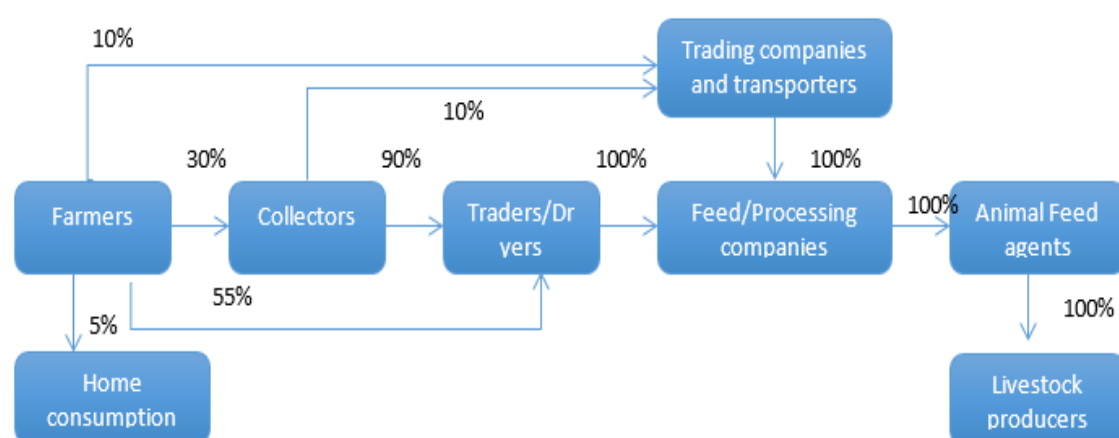 10%
Trading companies
and transporters
10%
30%
90%
100%
100%
Farmers
Collectors
Traders/Dr
yers
Feed/Processing
companies
100%
Animal Feed
agents
55%
5%
100%
Home
consumption
Livestock
producers